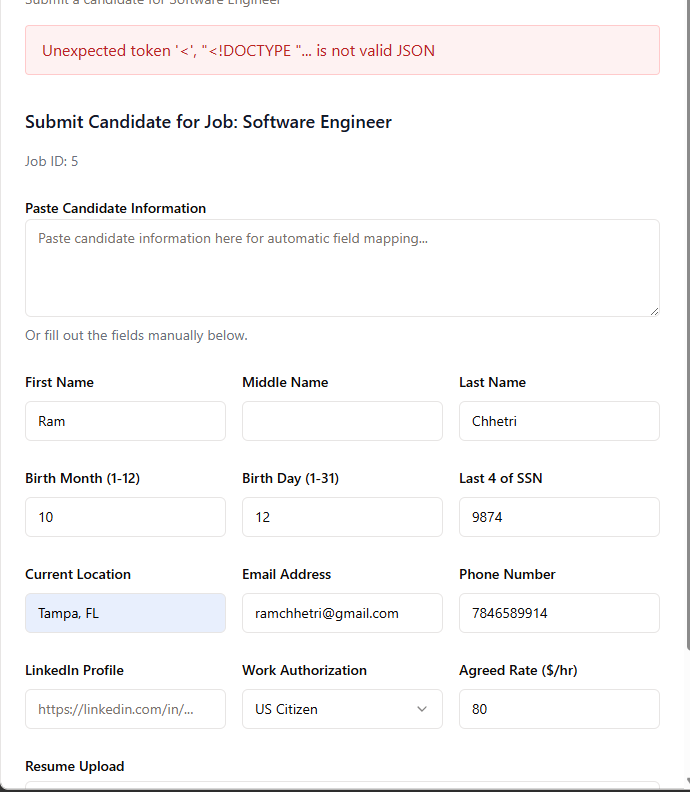 Submit a candidate for Software Engineer
Unexpected token '<', "<!DOCTYPE "... is not valid JSON
Submit Candidate for Job: Software Engineer
Job ID: 5
Paste Candidate Information
Paste candidate information here for automatic field mapping...
Or fill out the fields manually below.
First Name Middle Name Last Name
Ram Chhetri
Birth Month (1-12) Birth Day (1-31) Last 4 of SSN
10 12 9874
Current Location Email Address Phone Number
Tampa, FL ramchhetri@gmail.com 7846589914
LinkedIn Profile Work Authorization Agreed Rate ($/hr)
https://linkedin.com/in/... US Citizen 80
Resume Upload